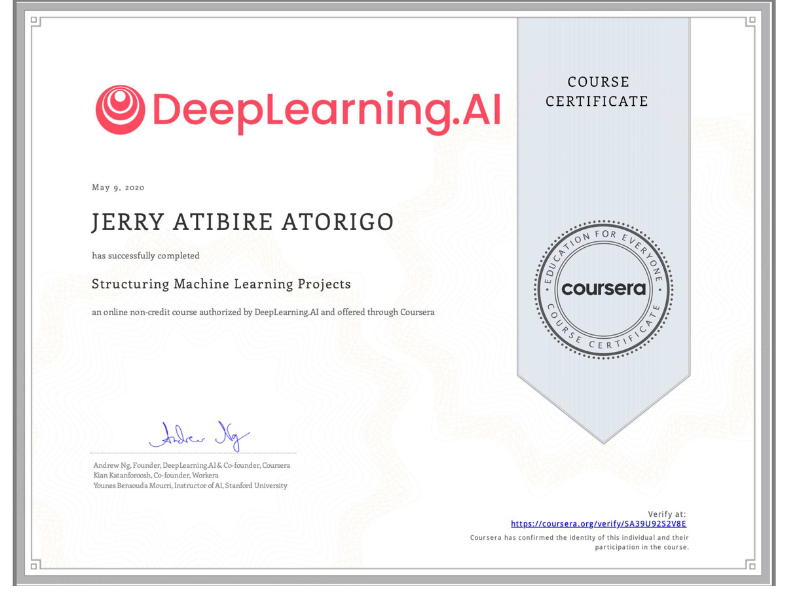 DeepLearning.AI
COURSE
CERTIFICATE
May 9, 2020
JERRY ATIBIRE ATORIGO
has successfully completed
Structuring Machine Learning Projects
an online non-credit course authorized by DeepLearning.AI and offered through Coursera
EDUCATION FOR EVERYONE
coursera
COURSE CERTIFICATE
Andrew Ng
Andrew Ng, Founder, DeepLearning.AI & Co-founder, Coursera
Kian Katanforoosh, Co-founder, Workera
Younes Bensouda Mourri, Instructor of AI, Stanford University
Verify at:
https://coursera.org/verify/SA39U92S2V8E
Coursera has confirmed the identity of this individual and their
participation in the course.